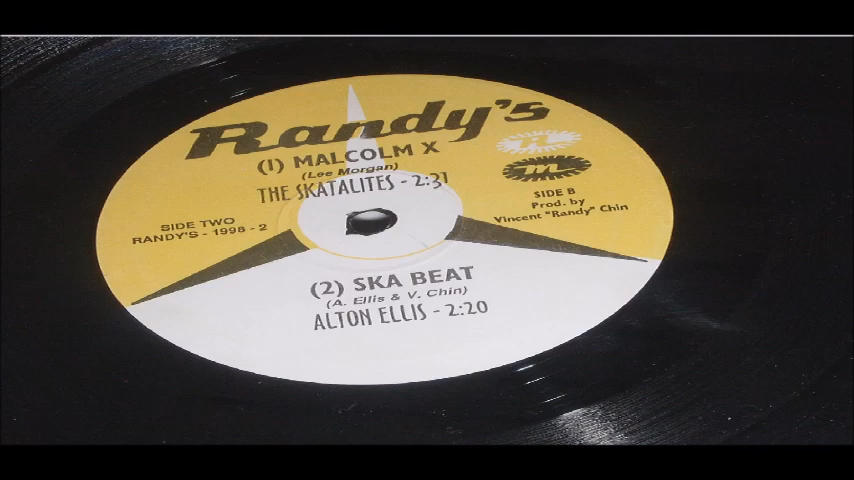 Randy's
(1) MALCOLM X
(Lee Morgan)
THE SKATALITES - 2:31
SIDE TWO
RANDY'S - 1998 - 2
SIDE B
Prod. by
Vincent "Randy" Chin
(2) SKA BEAT
(A. Ellis & V. Chin)
ALTON ELLIS - 2:20